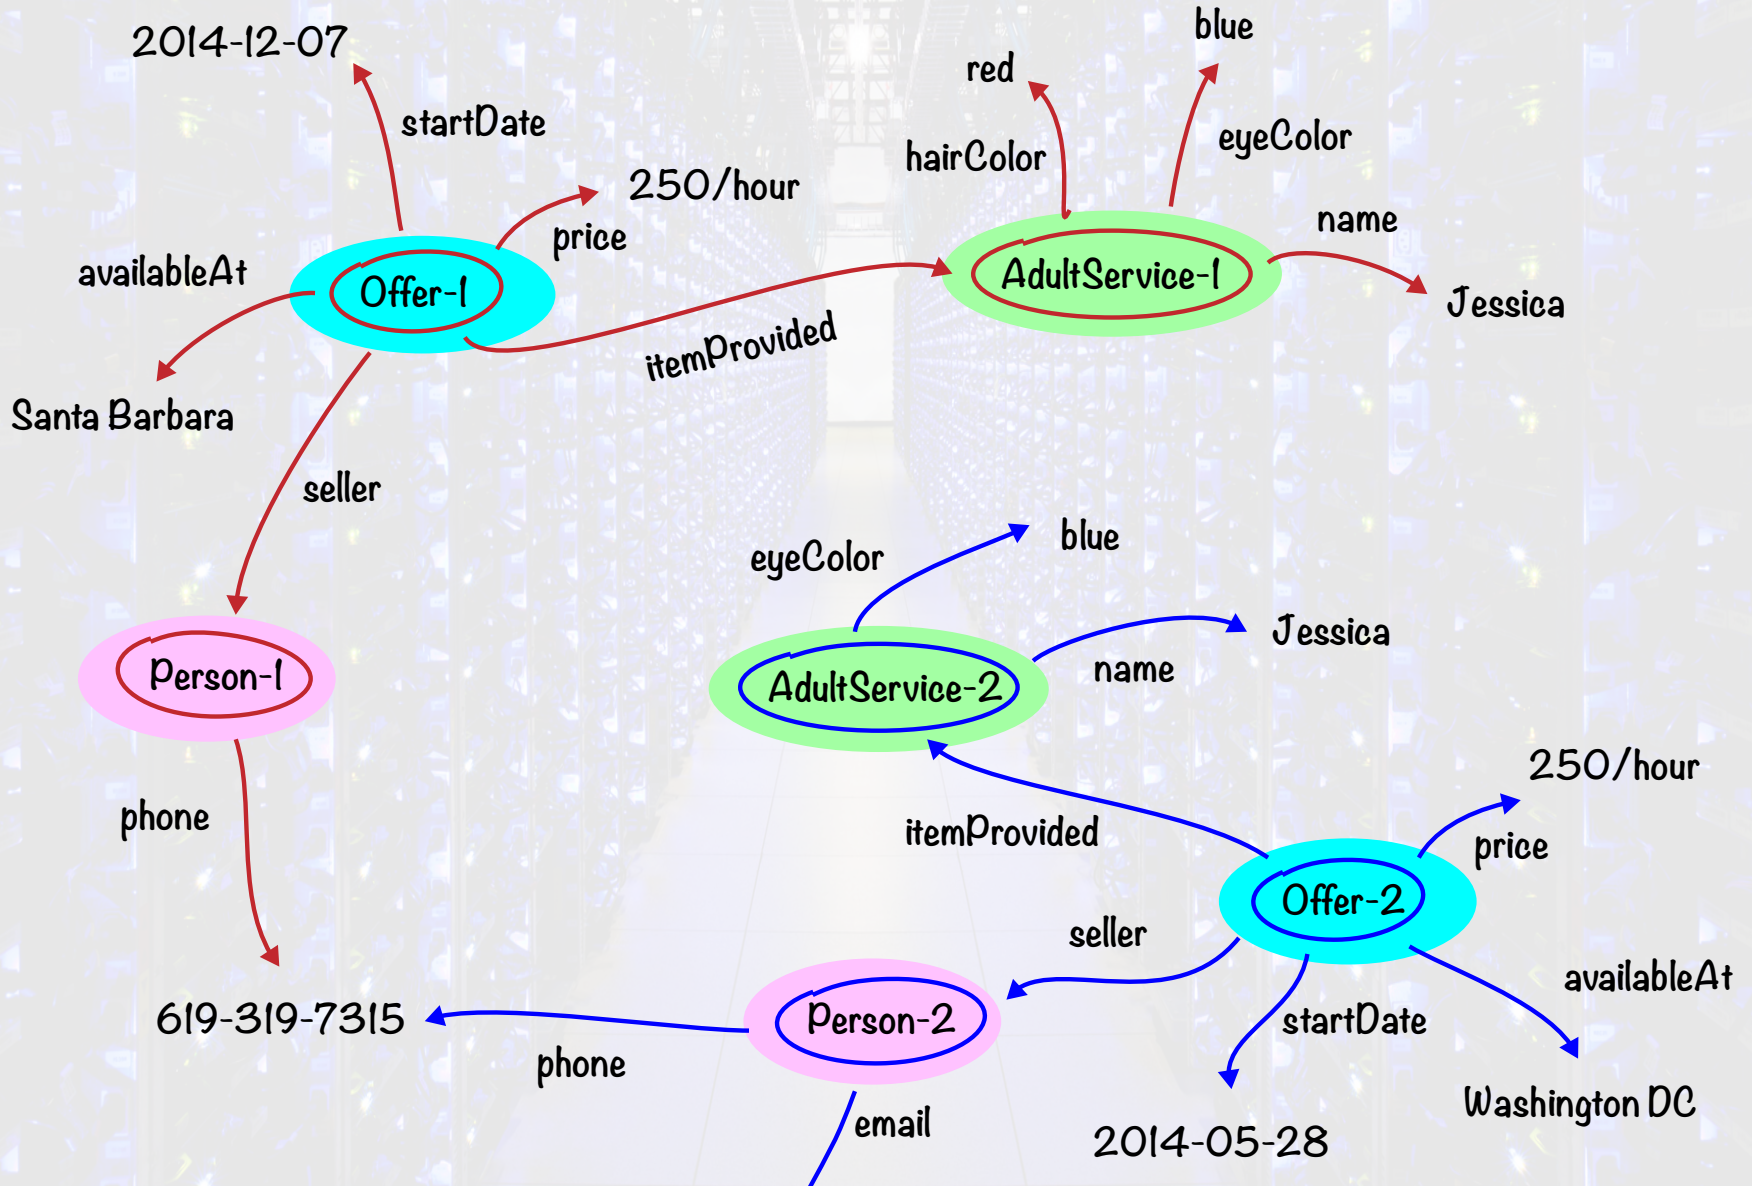 2014-12-07
startDate
250/hour
price
availableAt
Offer-1
Santa Barbara
itemProvided
seller
blue
red
hairColor
eyeColor
name
AdultService-1
Jessica
Person-1
phone
619-319-7315
eyeColor
blue
Jessica
name
AdultService-2
itemProvided
250/hour
price
Offer-2
seller
availableAt
startDate
Person-2
phone
email
Washington DC
2014-05-28